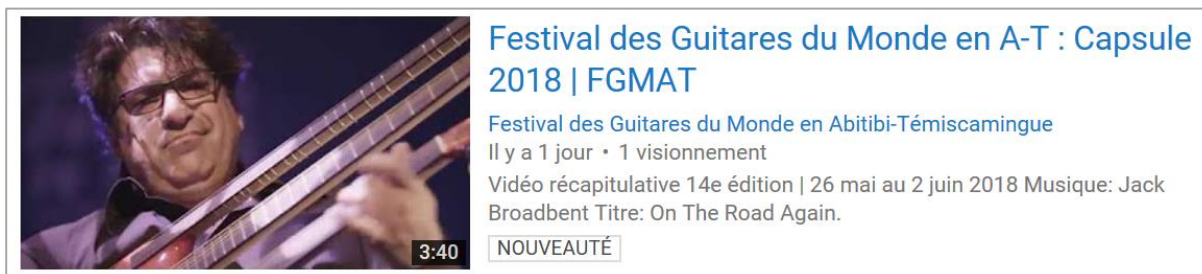 Festival des Guitares du Monde en A-T : Capsule
2018 | FGMAT
Festival des Guitares du Monde en Abitibi-Témiscamingue
Il y a 1 jour • 1 visionnement
Vidéo récapitulative 14e édition | 26 mai au 2 juin 2018 Musique: Jack
Broadbent Titre: On The Road Again.
3:40
NOUVEAUTÉ